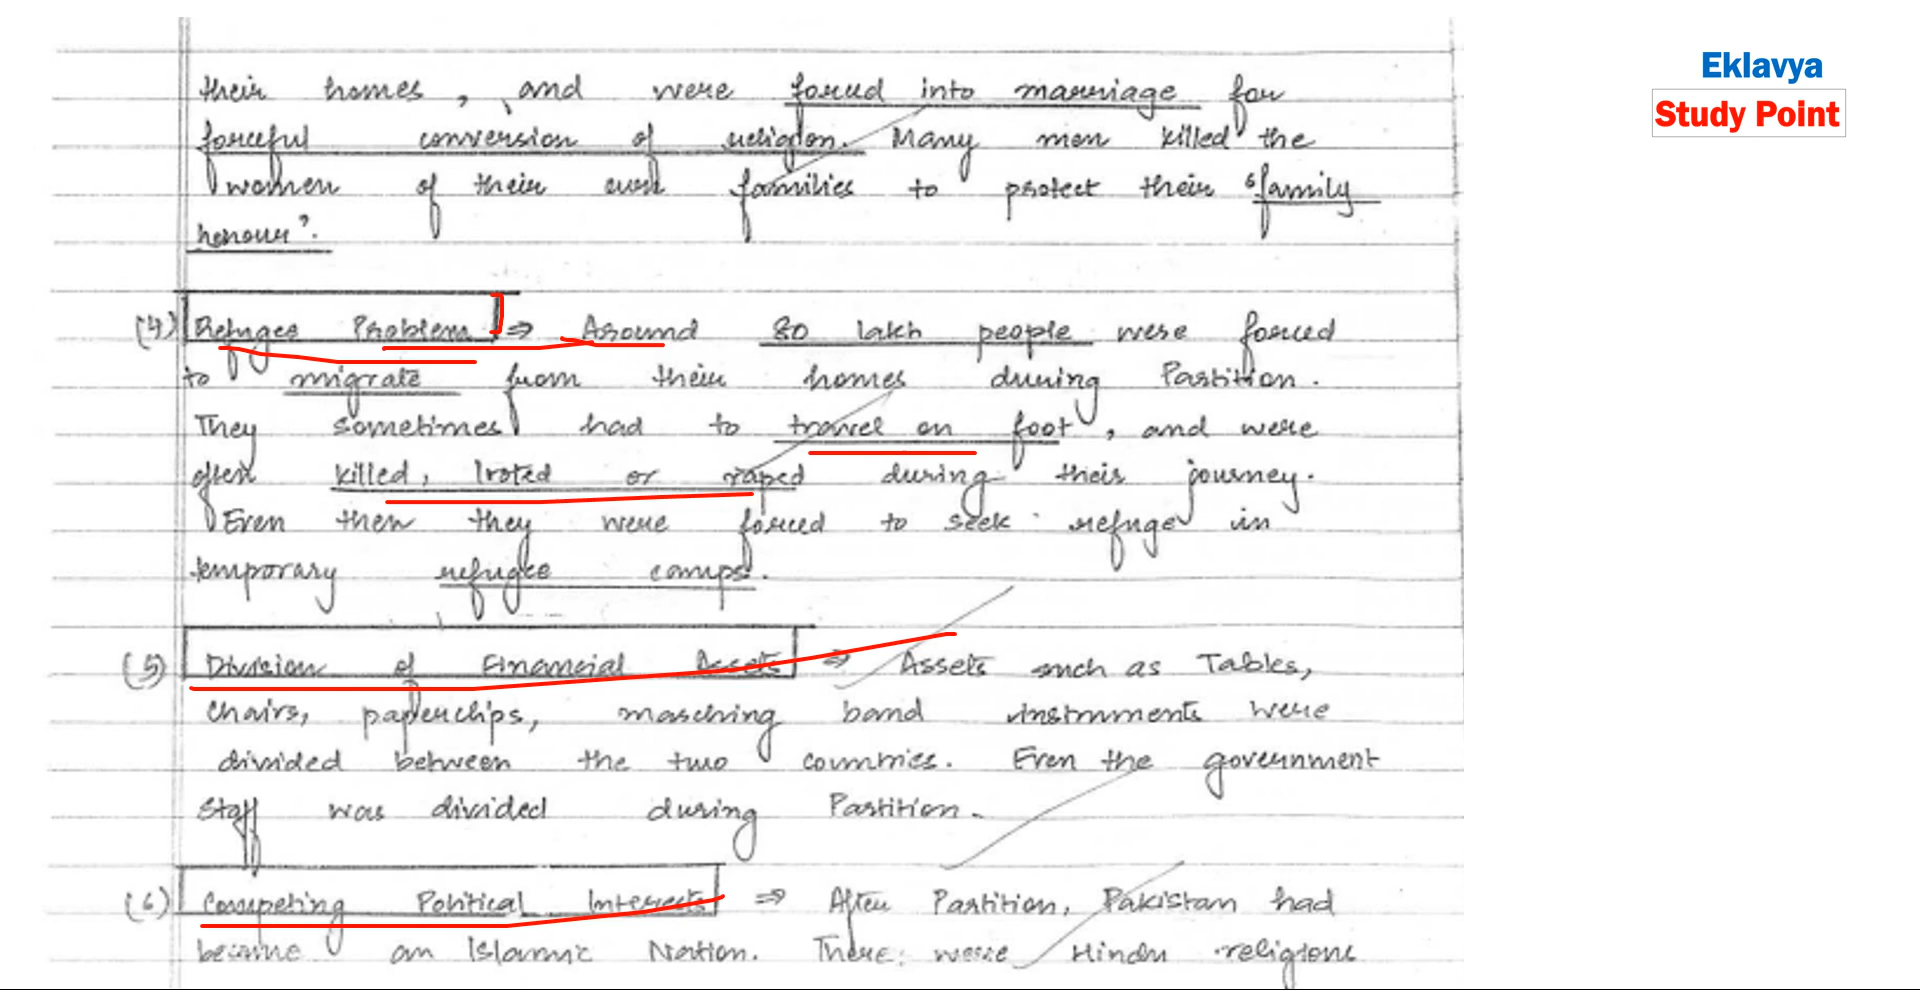 their homes, and were forced into marriage for
forceful conversion of religion. Many men killed the
women of their own families to protect their 'family
honour'.
(4) Refugee Problem ⇒ Around 80 lakh people were forced
to migrate from their homes during Partition.
They sometimes had to travel on foot, and were
often killed, looted or raped during their journey.
Even then they were forced to seek refuge in
temporary refugee camps.
(5) Division of Financial Assets ⇒ Assets such as Tables,
Chairs, paperclips, marching band instruments were
divided between the two countries. Even the government
Staff was divided during Partition.
(6) Competing Political Interests ⇒ After Partition, Pakistan had
became an Islamic Nation. There were Hindu religions
Eklavya
Study Point